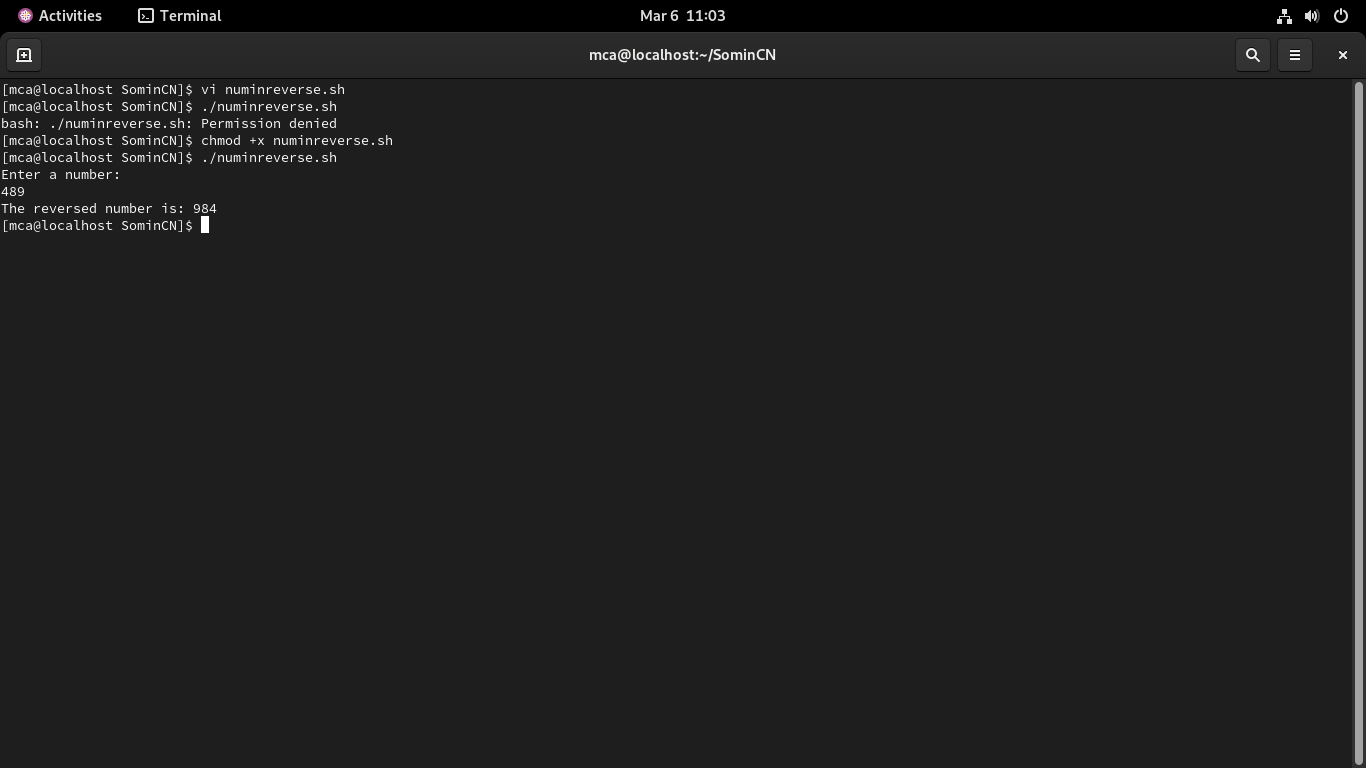 Activities Terminal Mar 6 11:03
mca@localhost:~/SominCN
[mca@localhost SominCN]$ vi numinreverse.sh
[mca@localhost SominCN]$ ./numinreverse.sh
bash: ./numinreverse.sh: Permission denied
[mca@localhost SominCN]$ chmod +x numinreverse.sh
[mca@localhost SominCN]$ ./numinreverse.sh
Enter a number:
489
The reversed number is: 984
[mca@localhost SominCN]$